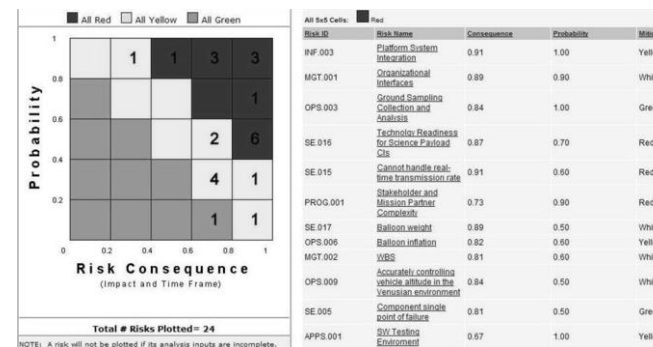 All Red All Yellow All Green
1
0.8
0.6
0.4
0.2
Probability
1 1 3 3
1
2 6
4 1
1 1
0 0.2 0.4 0.6 0.8 1
Risk Consequence
(Impact and Time Frame)
Total # Risks Plotted= 24
NOTE: A risk will not be plotted if its analysis inputs are incomplete.
All 5x5 Cells: Red
Risk ID Risk Name Consequence Probability Miti
INF.003 Platform System Integration 0.91 1.00 Yell
MGT.001 Organizational Interfaces 0.89 0.90 Whi
OPS.003 Ground Sampling Collection and Analysis 0.84 1.00 Gre
SE.016 Technology Readiness for Science Payload CIs 0.87 0.70 Red
SE.015 Cannot handle real-time transmission rate 0.91 0.60 Red
PROG.001 Stakeholder and Mission Partner Complexity 0.73 0.90 Red
SE.017 Balloon weight 0.89 0.50 Whi
OPS.006 Balloon inflation 0.82 0.60 Yell
MGT.002 WBS 0.81 0.60 Whi
OPS.009 Accurately controlling vehicle altitude in the Venusian environment 0.84 0.50 Whi
SE.005 Component single point of failure 0.81 0.50 Gre
APPS.001 SW Testing Enviroment 0.67 1.00 Yell